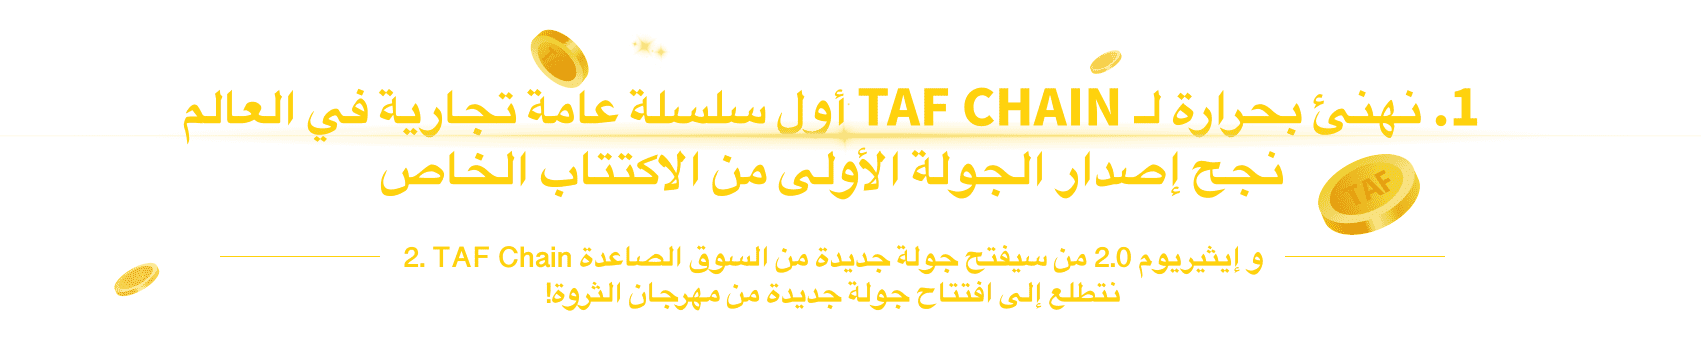 1. نهنئ بحرارة لـ TAF CHAIN أول سلسلة عامة تجارية في العالم
نجح إصدار الجولة الأولى من الاكتتاب الخاص
TAF
و إيثيريوم 2.0 من سيفتح جولة جديدة من السوق الصاعدة TAF Chain .2
نتطلع إلى افتتاح جولة جديدة من مهرجان الثروة!